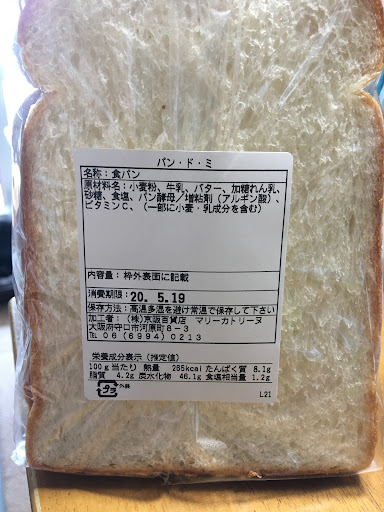 パン・ド・ミ
名称:食パン
原材料名:小麦粉、牛乳、バター、加糖れん乳、
砂糖、食塩、パン酵母/増粘剤(アルギン酸)、
ビタミンC、(一部に小麦・乳成分を含む)
内容量:枠外表面に記載
消費期限:20. 5.19
保存方法:高温多湿を避け常温で保存して下さい
加工者:(株)京阪百貨店 マリーカトリーヌ
大阪府守口市河原町8-3
TEL 06(6994)0213
栄養成分表示(推定値)
100g当たり 熱量 265kcal たんぱく質 8.1g
脂質 4.2g 炭水化物 46.1g 食塩相当量 1.2g
プラ 外装
L21